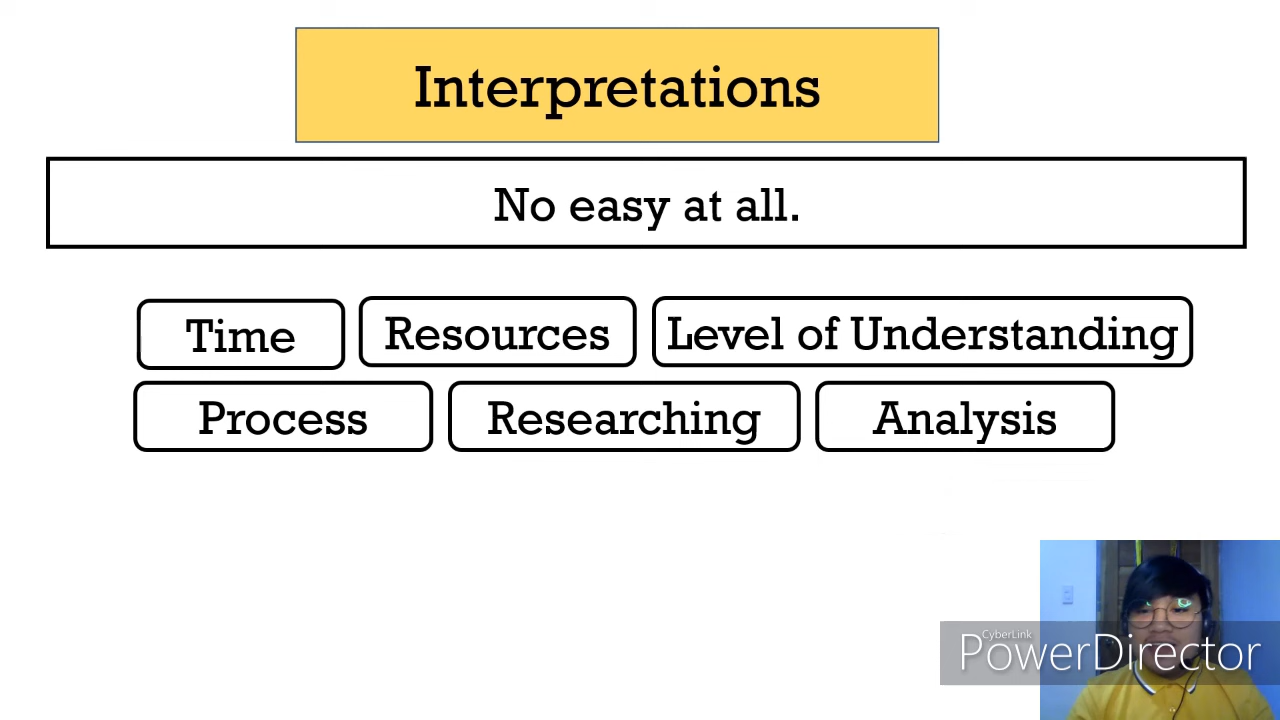 Interpretations
No easy at all.
Time Resources Level of Understanding
Process Researching Analysis
CyberLink
PowerDirector